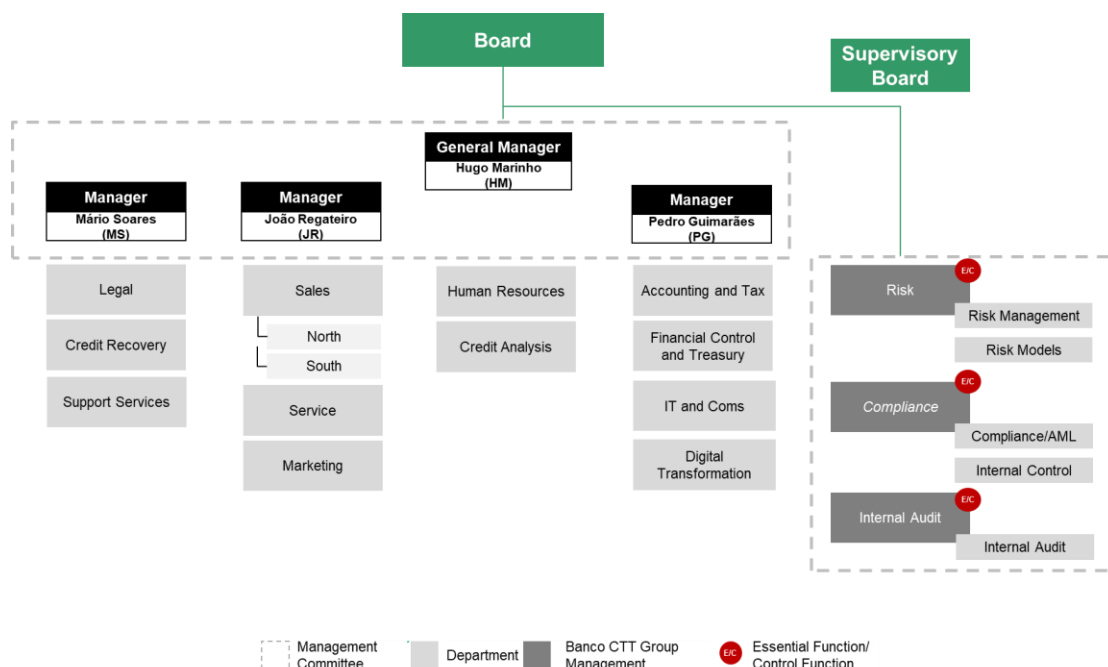 Board
Supervisory
Board
General Manager
Hugo Marinho
(HM)
Manager
Mário Soares
(MS)
Manager
João Regateiro
(JR)
Manager
Pedro Guimarães
(PG)
Legal
Credit Recovery
Support Services
Sales
North
South
Service
Marketing
Human Resources
Credit Analysis
Accounting and Tax
Financial Control
and Treasury
IT and Coms
Digital
Transformation
E/C
Risk
Risk Management
Risk Models
E/C
Compliance
Compliance/AML
Internal Control
E/C
Internal Audit
Internal Audit
Management
Committee
Department
Banco CTT Group
Management
E/C
Essential Function/
Control Function